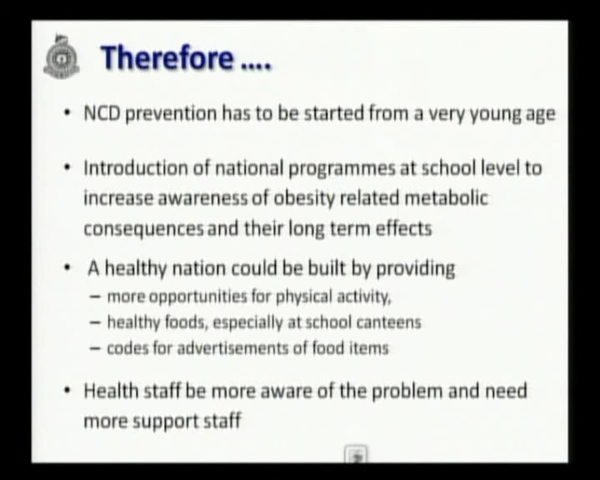 Therefore ....
• NCD prevention has to be started from a very young age
• Introduction of national programmes at school level to
increase awareness of obesity related metabolic
consequences and their long term effects
• A healthy nation could be built by providing
– more opportunities for physical activity,
– healthy foods, especially at school canteens
– codes for advertisements of food items
• Health staff be more aware of the problem and need
more support staff